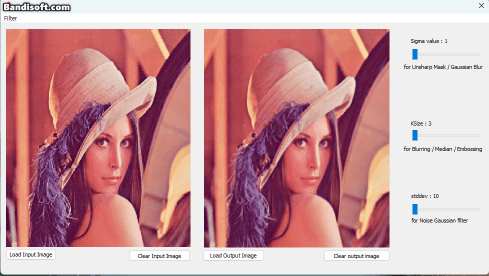 Bandisoft.com
Filter
Sigma value : 1
for Unsharp Mask / Gaussian Blur
KSize : 3
for Blurring / Median / Embossing
stddev : 10
for Noise Gaussian filter
Load Input Image
Clear Input Image
Load Output Image
Clear output image